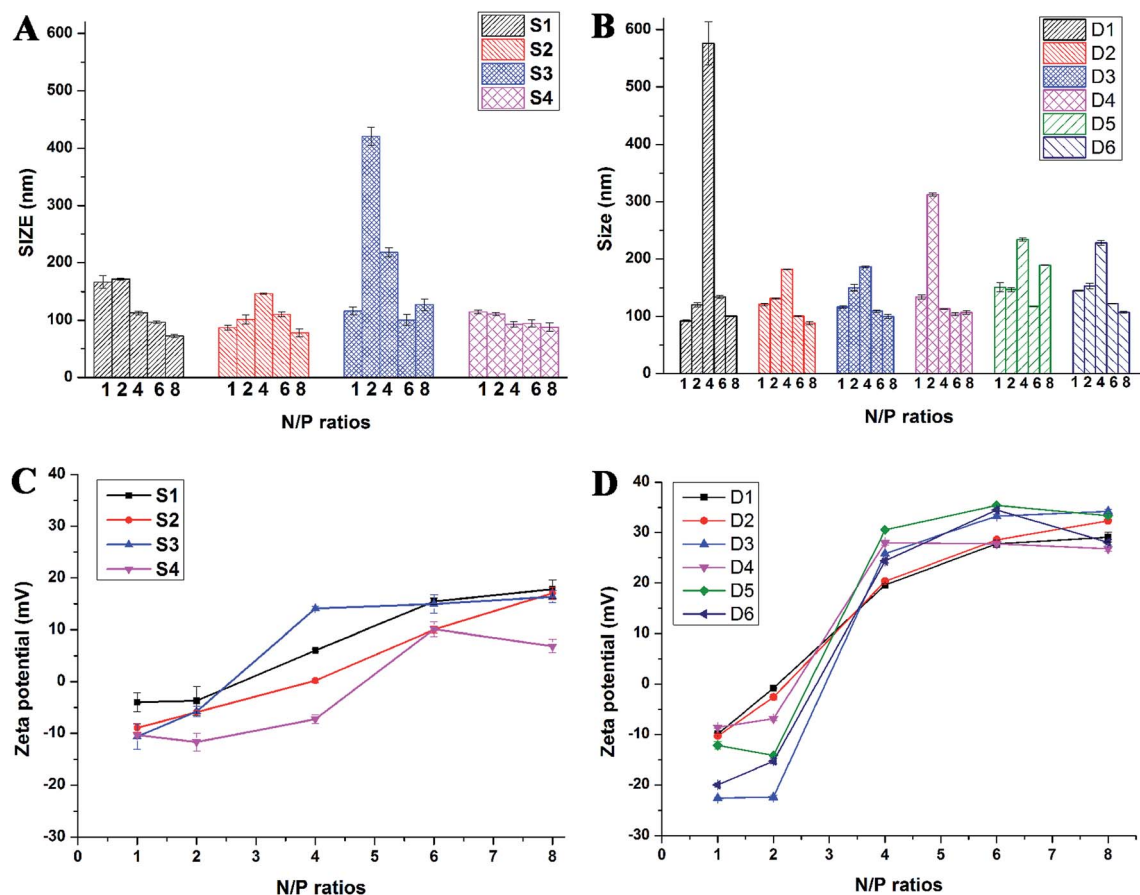 A
SIZE (nm)
600
500
400
300
200
100
0
S1
S2
S3
S4
1 2 4 6 8 1 2 4 6 8 1 2 4 6 8 1 2 4 6 8
N/P ratios
B
Size (nm)
600
500
400
300
200
100
0
D1
D2
D3
D4
D5
D6
1 2 4 6 8 1 2 4 6 8 1 2 4 6 8 1 2 4 6 8 1 2 4 6 8 1 2 4 6 8
N/P ratios
C
Zeta potential (mV)
40
30
20
10
0
-10
-20
-30
S1
S2
S3
S4
0 1 2 3 4 5 6 7 8
N/P ratios
D
Zeta potential (mV)
40
30
20
10
0
-10
-20
-30
D1
D2
D3
D4
D5
D6
0 1 2 3 4 5 6 7 8
N/P ratios